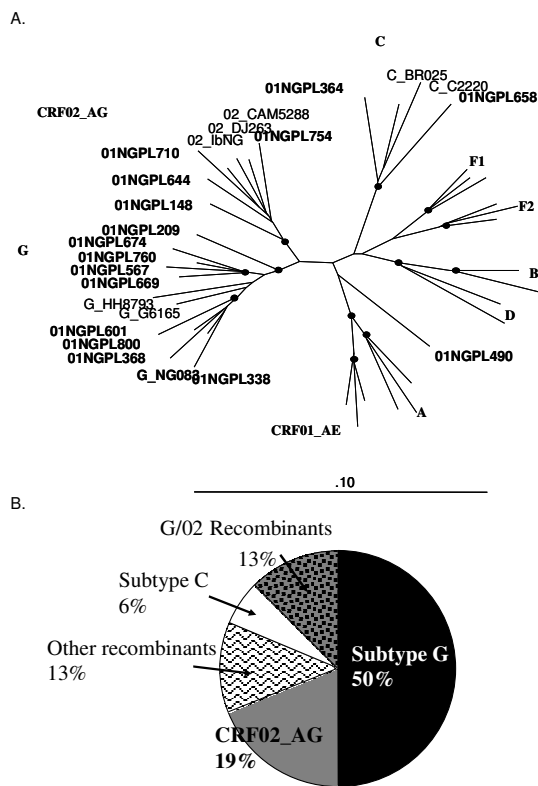 A.
C
C_BR025
C_C2220
01NGPL364
01NGPL658
CRF02_AG
02_CAM5288
02_DJ263
02_IbNG
01NGPL754
01NGPL710
F1
01NGPL644
01NGPL148
F2
01NGPL209
G
01NGPL674
01NGPL760
01NGPL567
B
01NGPL669
G_HH8793
G_G6165
D
01NGPL601
01NGPL800
01NGPL490
01NGPL368
G_NG083
01NGPL338
A
CRF01_AE
.10
B.
G/02 Recombinants
13%
Subtype C
6%
Other recombinants
13%
Subtype G
50%
CRF02_AG
19%